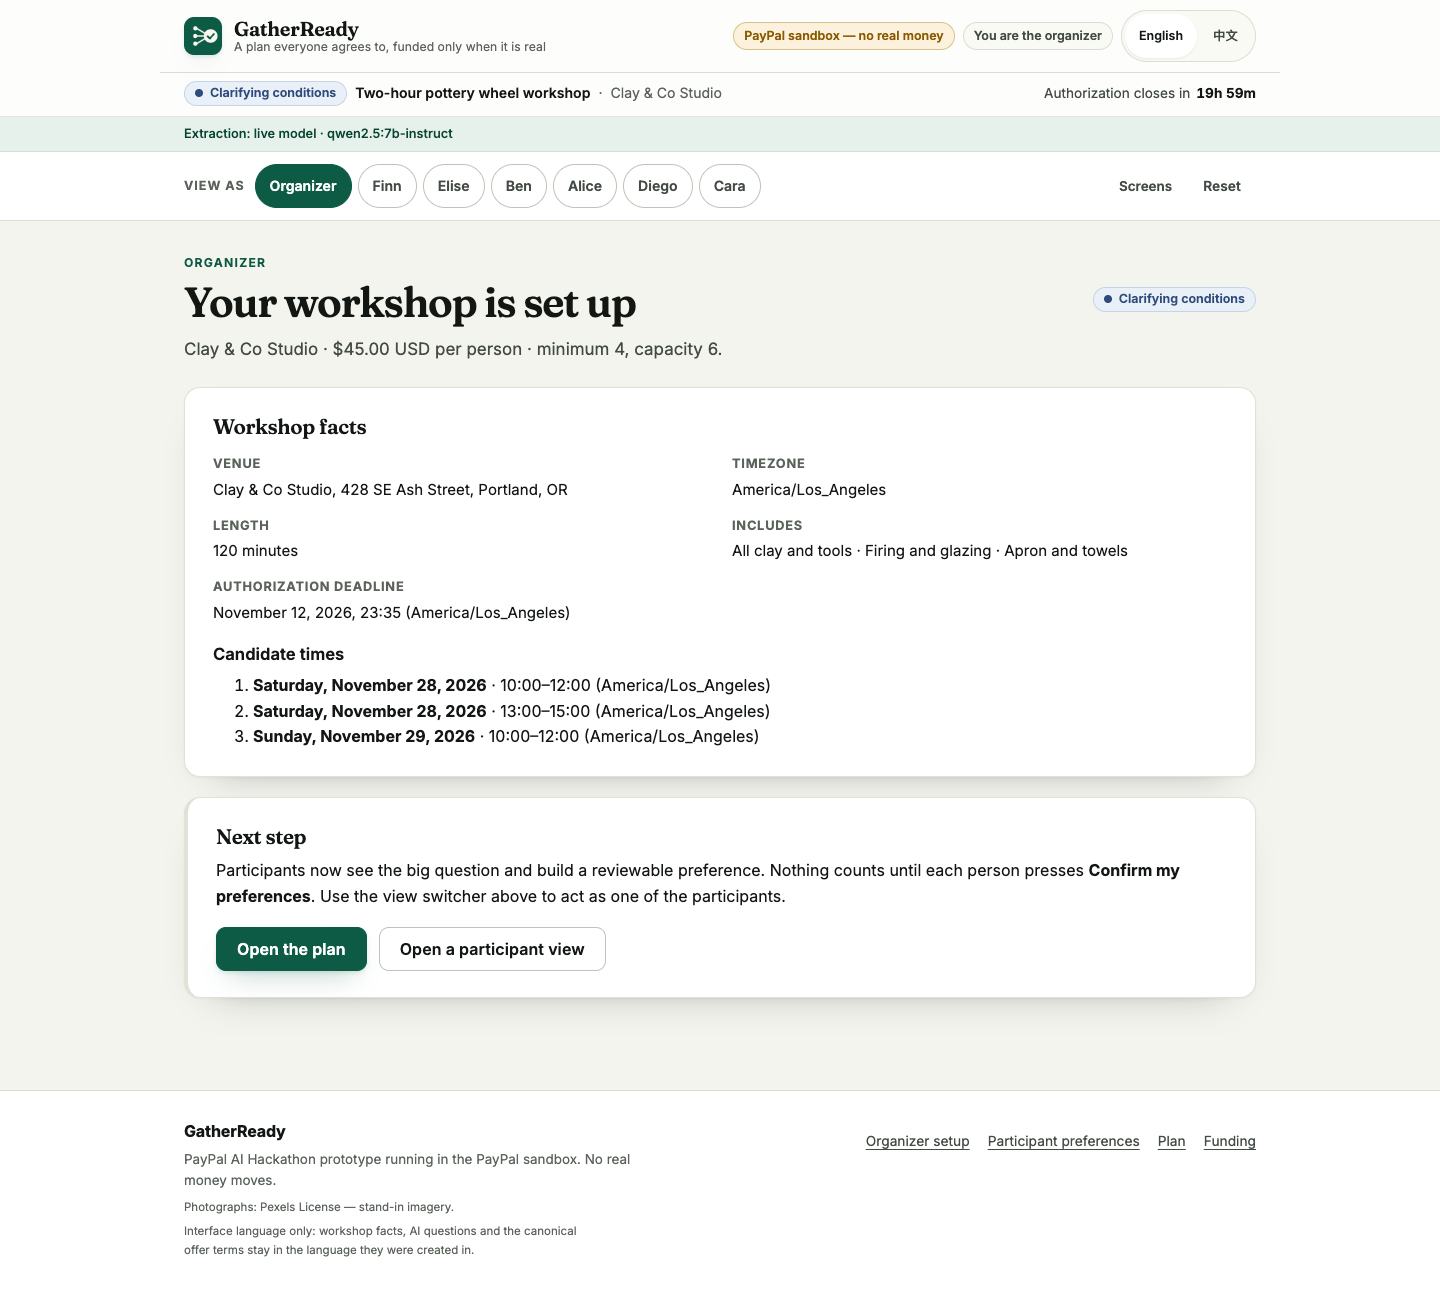 GatherReady
A plan everyone agrees to, funded only when it is real
PayPal sandbox — no real money
You are the organizer
English
中文
Clarifying conditions
Two-hour pottery wheel workshop · Clay & Co Studio
Authorization closes in 19h 59m
Extraction: live model · qwen2.5:7b-instruct
VIEW AS
Organizer
Finn
Elise
Ben
Alice
Diego
Cara
Screens
Reset
ORGANIZER
Your workshop is set up
Clarifying conditions
Clay & Co Studio · $45.00 USD per person · minimum 4, capacity 6.
Workshop facts
VENUE
Clay & Co Studio, 428 SE Ash Street, Portland, OR
TIMEZONE
America/Los_Angeles
LENGTH
120 minutes
INCLUDES
All clay and tools · Firing and glazing · Apron and towels
AUTHORIZATION DEADLINE
November 12, 2026, 23:35 (America/Los_Angeles)
Candidate times
1. Saturday, November 28, 2026 · 10:00–12:00 (America/Los_Angeles)
2. Saturday, November 28, 2026 · 13:00–15:00 (America/Los_Angeles)
3. Sunday, November 29, 2026 · 10:00–12:00 (America/Los_Angeles)
Next step
Participants now see the big question and build a reviewable preference. Nothing counts until each person presses Confirm my
preferences. Use the view switcher above to act as one of the participants.
Open the plan
Open a participant view
GatherReady
PayPal AI Hackathon prototype running in the PayPal sandbox. No real
money moves.
Photographs: Pexels License — stand-in imagery.
Interface language only: workshop facts, AI questions and the canonical
offer terms stay in the language they were created in.
Organizer setup
Participant preferences
Plan
Funding